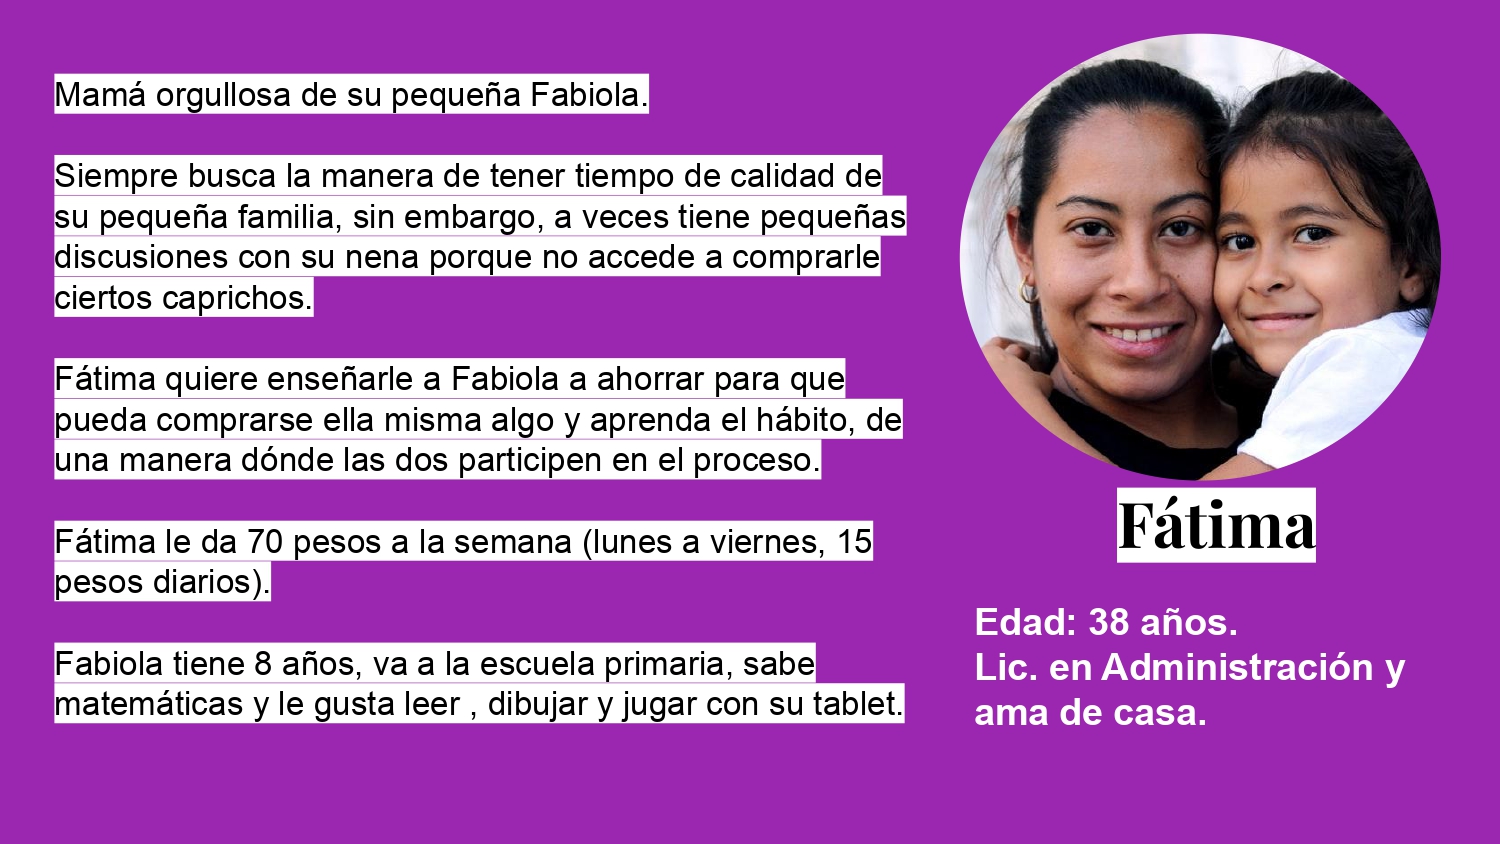 Mamá orgullosa de su pequeña Fabiola.
Siempre busca la manera de tener tiempo de calidad de
su pequeña familia, sin embargo, a veces tiene pequeñas
discusiones con su nena porque no accede a comprarle
ciertos caprichos.
Fátima quiere enseñarle a Fabiola a ahorrar para que
pueda comprarse ella misma algo y aprenda el hábito, de
una manera dónde las dos participen en el proceso.
Fátima le da 70 pesos a la semana (lunes a viernes, 15
pesos diarios).
Fabiola tiene 8 años, va a la escuela primaria, sabe
matemáticas y le gusta leer , dibujar y jugar con su tablet.
Fátima
Edad: 38 años.
Lic. en Administración y
ama de casa.